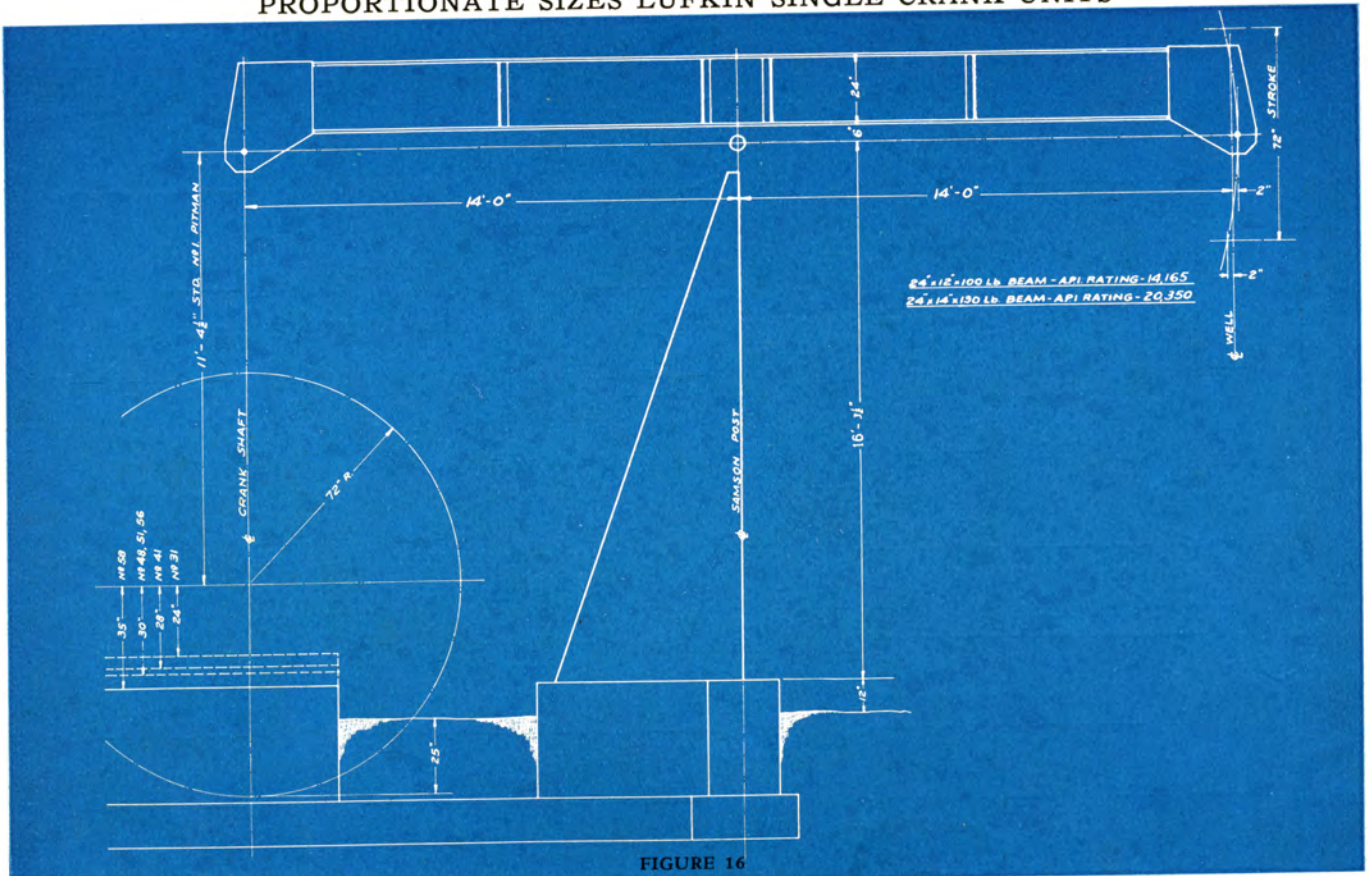 PROPORTIONATE SIZES LUFKIN SINGLE CRANK UNITS
24"
6"
72" STROKE
14'-0"
14'-0"
2"
11'-4½" STD. Nº1 PITMAN
24"x12"x100 Lb BEAM-API. RATING-14,165
24"x14"x130 Lb BEAM-API RATING-20,350
2"
℄ WELL
℄ CRANK SHAFT
72" R.
℄ SAMSON POST
16'-3½"
35" Nº 58
30" Nº 48, 51, 56
28" Nº 41
24" Nº 31
12"
25"
FIGURE 16